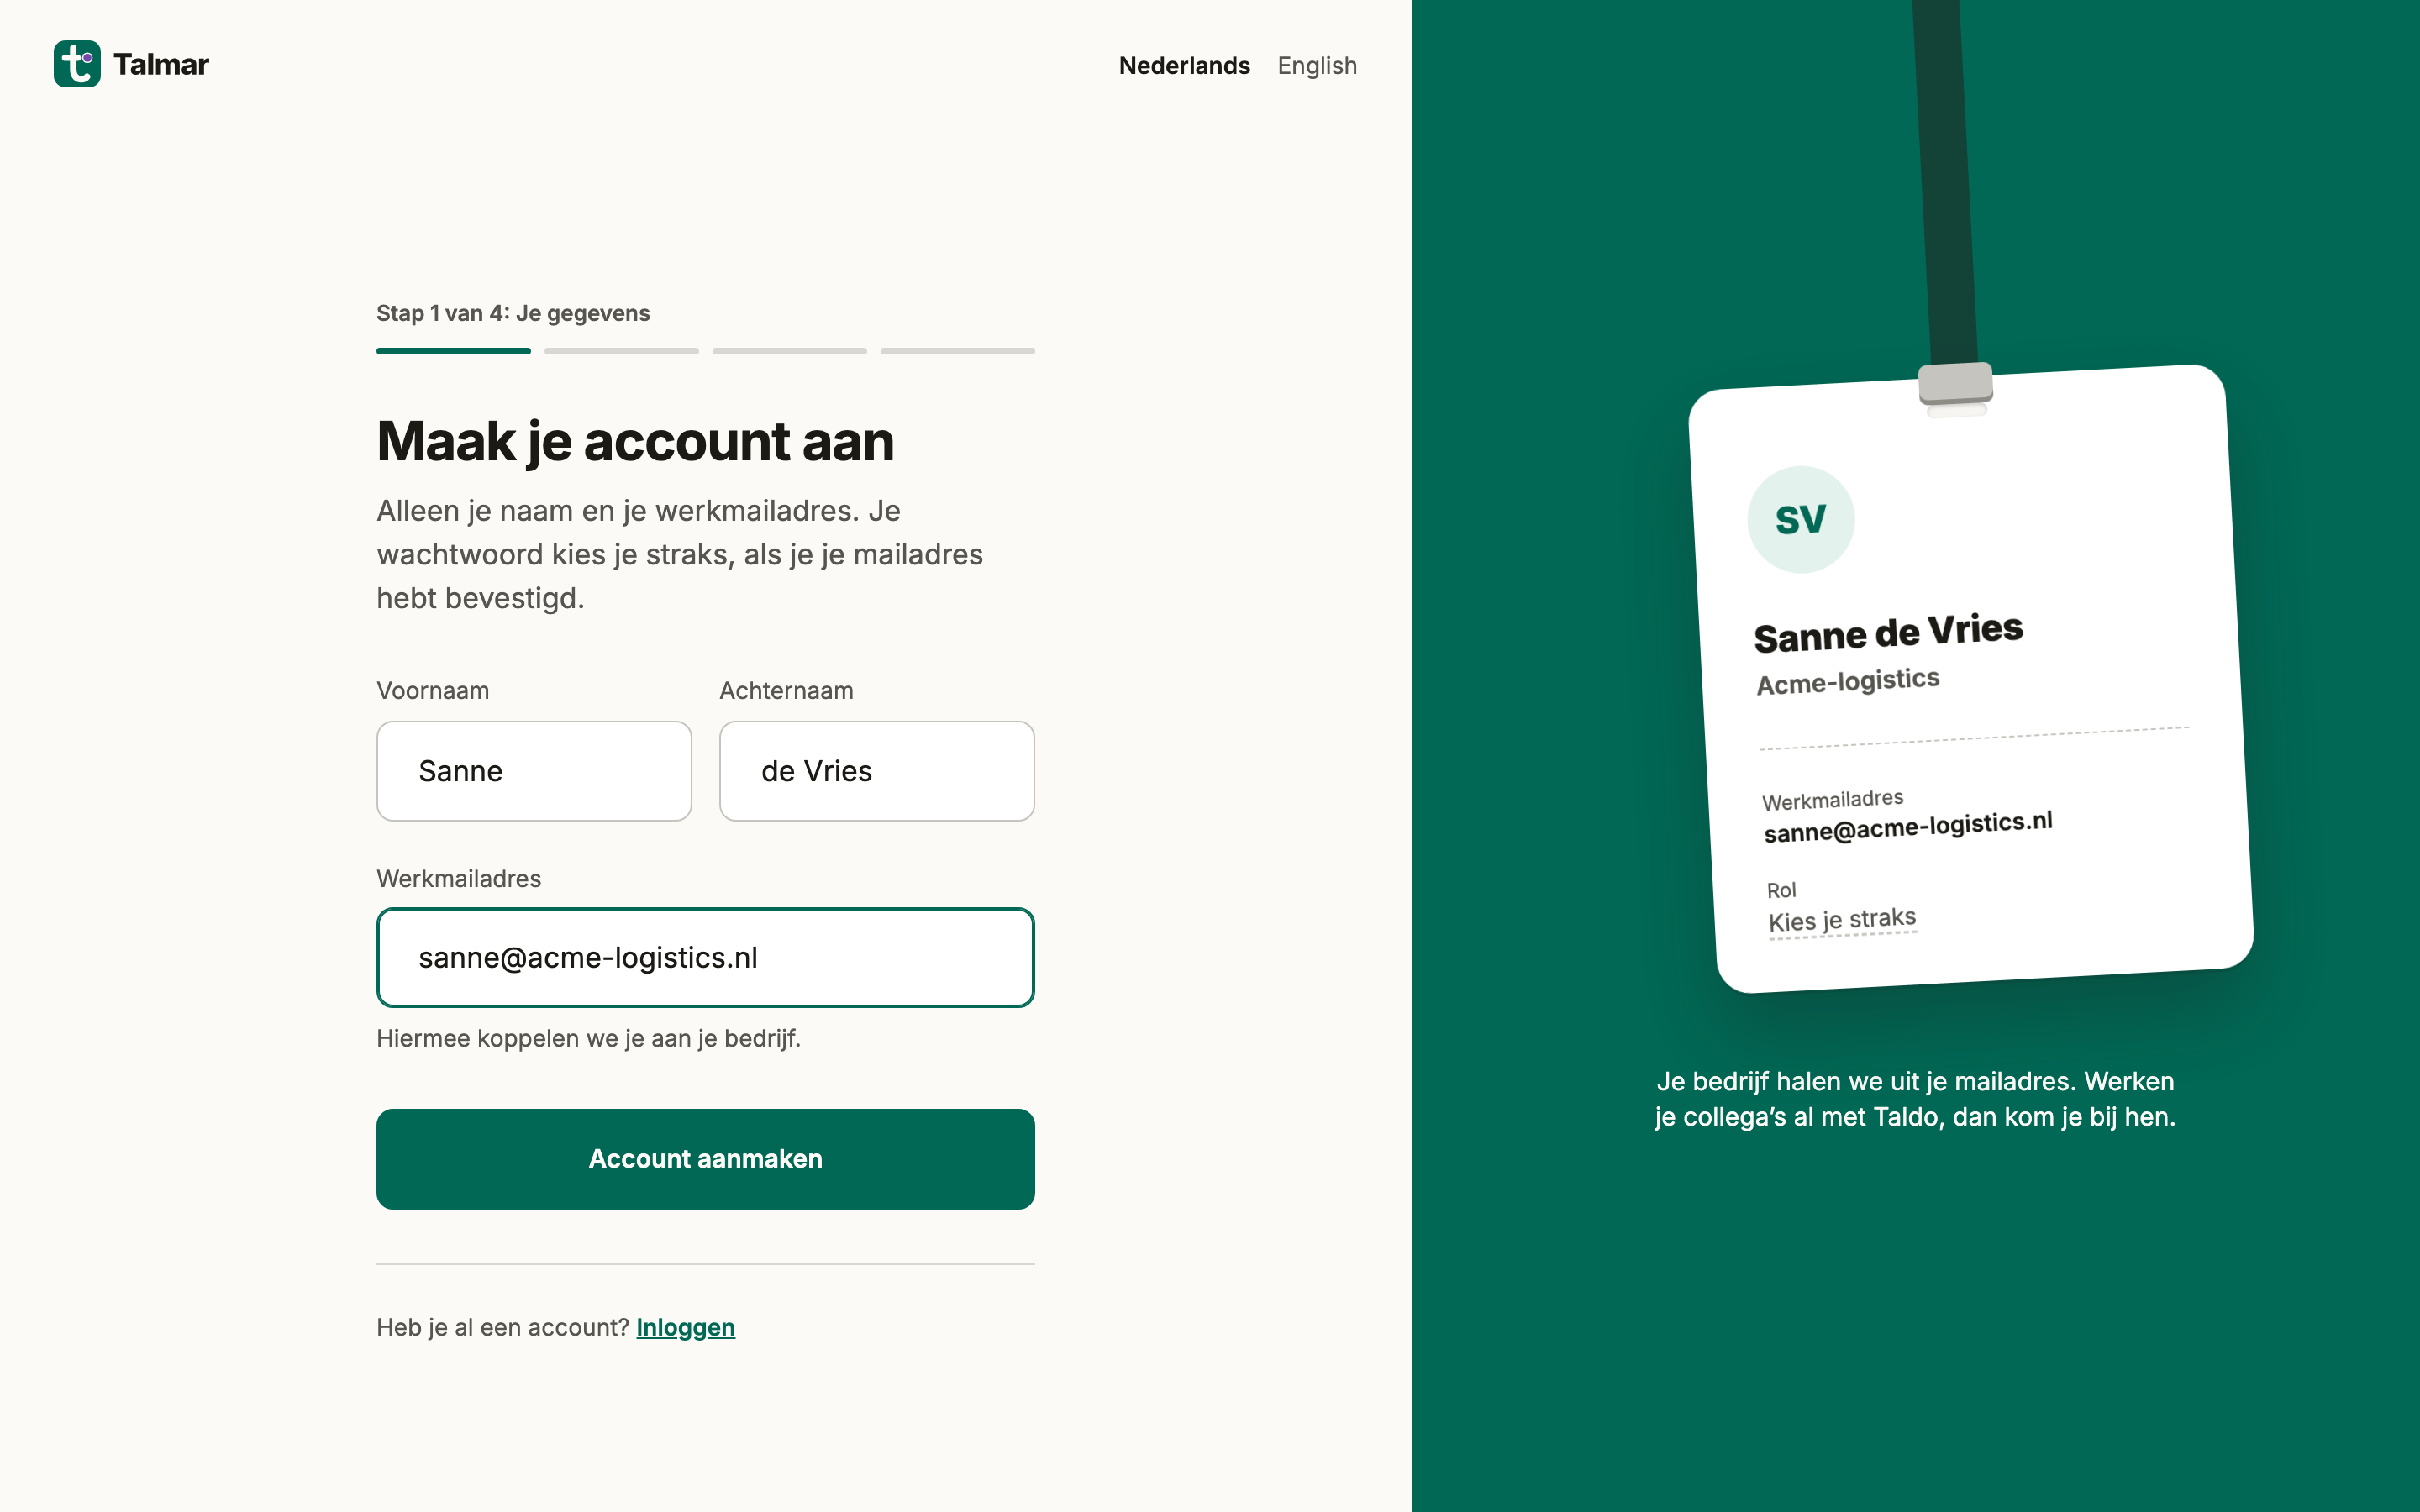 Talmar
Nederlands English
Stap 1 van 4: Je gegevens
Maak je account aan
Alleen je naam en je werkmailadres. Je
wachtwoord kies je straks, als je je mailadres
hebt bevestigd.
Voornaam Achternaam
Sanne de Vries
Werkmailadres
sanne@acme-logistics.nl
Hiermee koppelen we je aan je bedrijf.
Account aanmaken
Heb je al een account? Inloggen
SV
Sanne de Vries
Acme-logistics
Werkmailadres
sanne@acme-logistics.nl
Rol
Kies je straks
Je bedrijf halen we uit je mailadres. Werken
je collega’s al met Taldo, dan kom je bij hen.